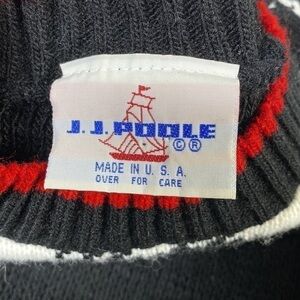 J.J. POOLE
© ®
MADE IN U. S. A.
OVER FOR CARE